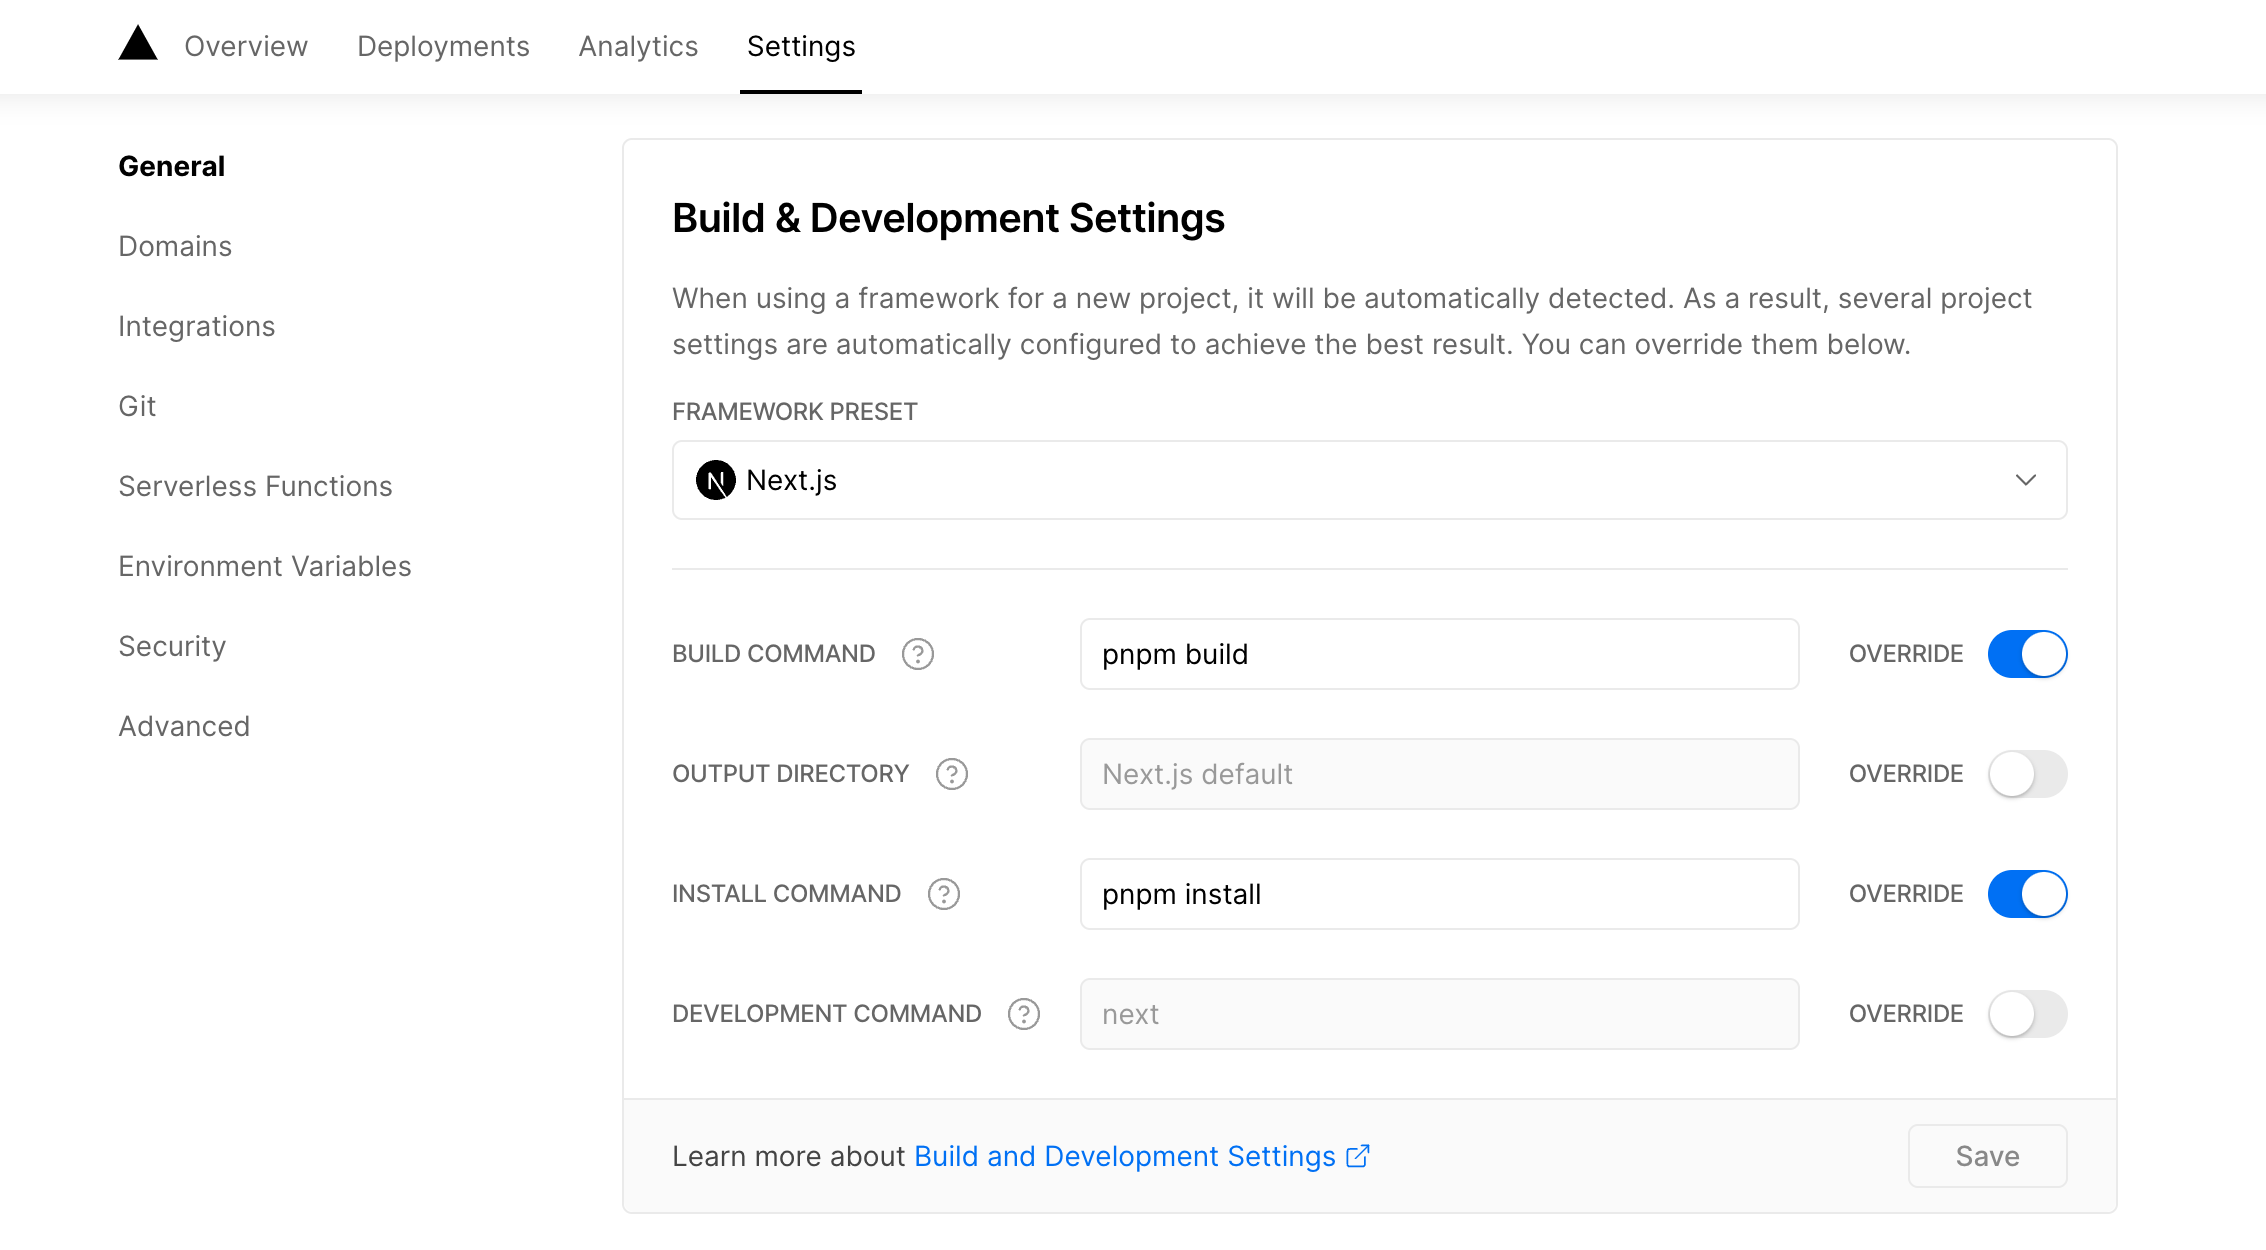 Overview Deployments Analytics Settings
General
Domains
Integrations
Git
Serverless Functions
Environment Variables
Security
Advanced
Build & Development Settings
When using a framework for a new project, it will be automatically detected. As a result, several project
settings are automatically configured to achieve the best result. You can override them below.
FRAMEWORK PRESET
N Next.js
BUILD COMMAND ? pnpm build OVERRIDE
OUTPUT DIRECTORY ? Next.js default OVERRIDE
INSTALL COMMAND ? pnpm install OVERRIDE
DEVELOPMENT COMMAND ? next OVERRIDE
Learn more about Build and Development Settings Save